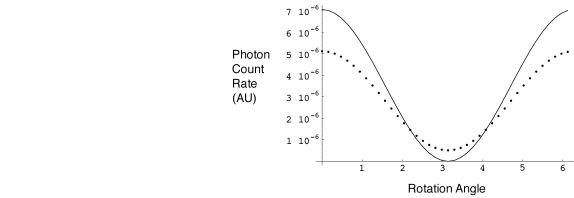 7 10-6
6 10-6
Photon
Count
Rate
(AU)
5 10-6
4 10-6
3 10-6
2 10-6
1 10-6
1 2 3 4 5 6
Rotation Angle